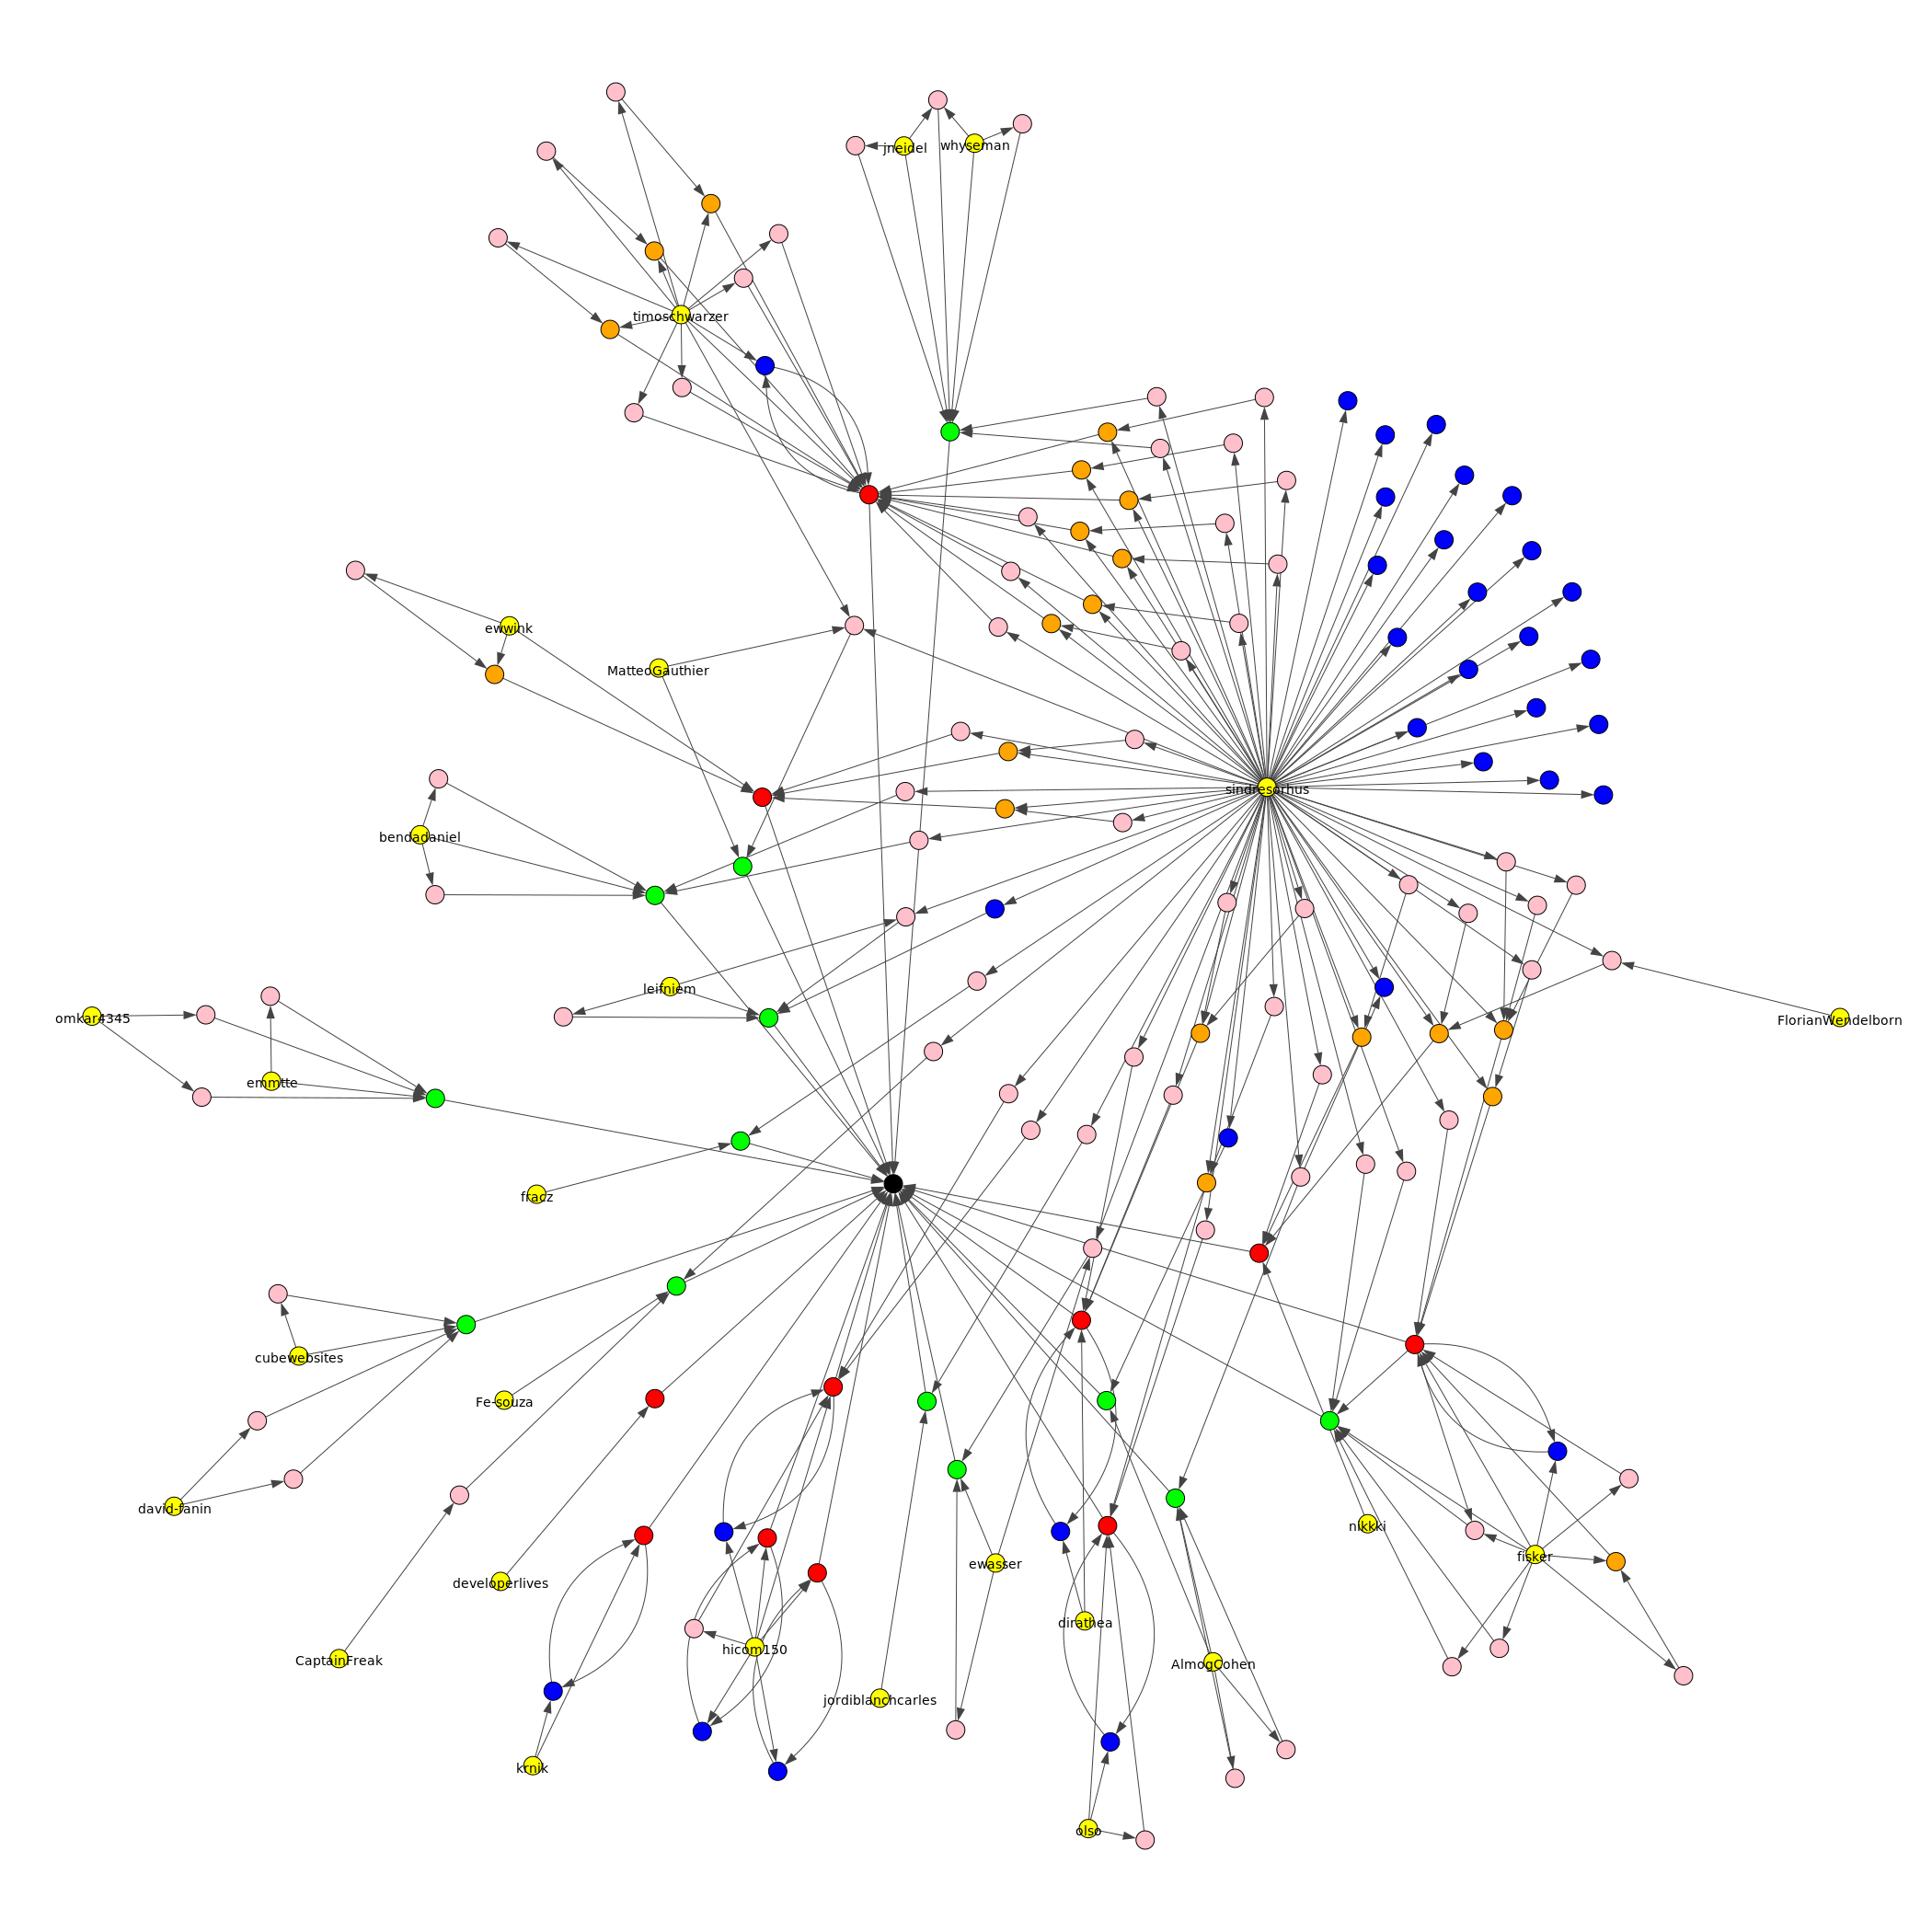 jneidel
whyseman
timoschwarzer
ewwink
MatteoGauthier
sindresorhus
bendadaniel
leifniem
omkar4345
FlorianWendelborn
emmtte
fracz
cubewebsites
Fe-souza
david-fanin
nikkki
developerlives
ewasser
fisker
dirathea
CaptainFreak
hicom150
AlmogCohen
jordiblanchcarles
krnik
olso